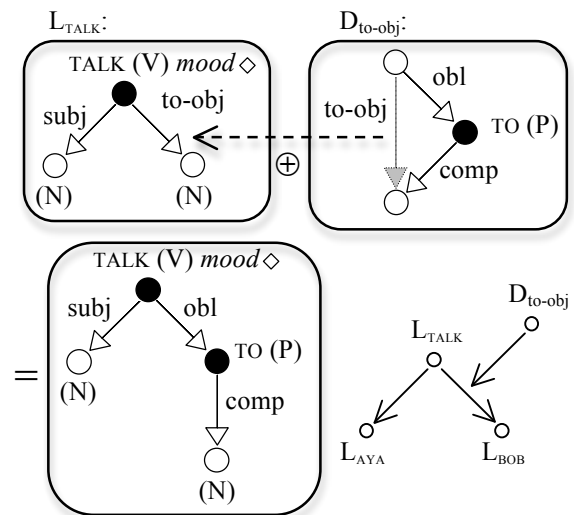 L_TALK:
D_to-obj:
TALK (V) mood ◇
subj
to-obj
(N)
(N)
⊕
obl
to-obj
TO (P)
comp
=
TALK (V) mood ◇
subj
obl
(N)
TO (P)
comp
(N)
D_to-obj
L_TALK
L_AYA
L_BOB